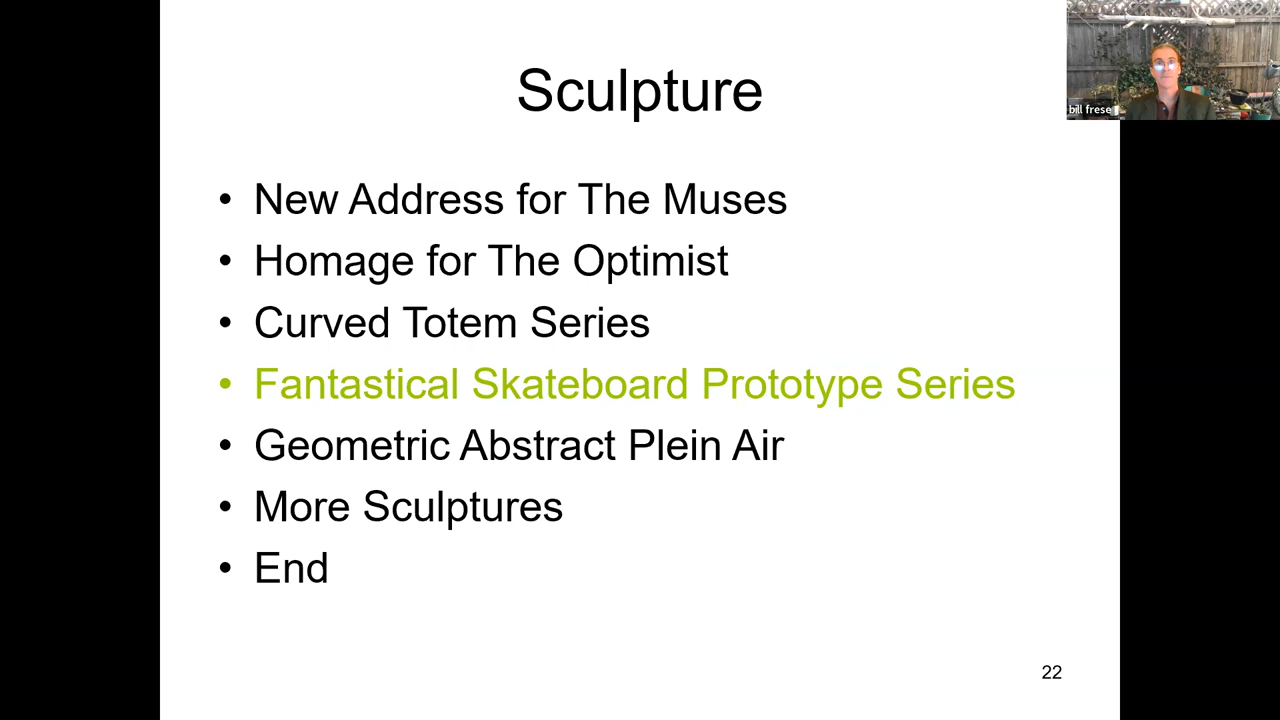 Sculpture
bill frese
• New Address for The Muses
• Homage for The Optimist
• Curved Totem Series
• Fantastical Skateboard Prototype Series
• Geometric Abstract Plein Air
• More Sculptures
• End
22